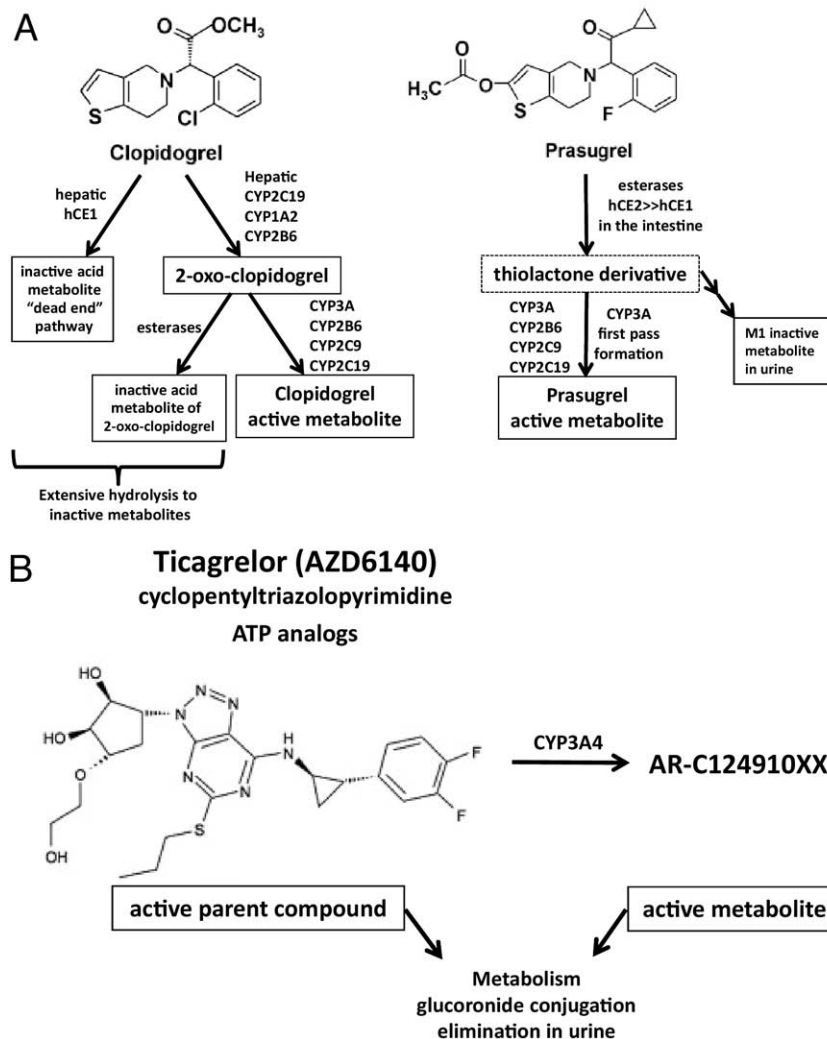 A
O
OCH3
N
S
Cl
Clopidogrel
hepatic
hCE1
Hepatic
CYP2C19
CYP1A2
CYP2B6
inactive acid
metabolite
“dead end”
pathway
2-oxo-clopidogrel
esterases
CYP3A
CYP2B6
CYP2C9
CYP2C19
inactive acid
metabolite of
2-oxo-clopidogrel
Clopidogrel
active metabolite
Extensive hydrolysis to
inactive metabolites
O
O
H3C
O
S
N
F
Prasugrel
esterases
hCE2>>hCE1
in the intestine
thiolactone derivative
CYP3A
CYP2B6
CYP2C9
CYP2C19
CYP3A
first pass
formation
M1 inactive
metabolite
in urine
Prasugrel
active metabolite
B
Ticagrelor (AZD6140)
cyclopentyltriazolopyrimidine
ATP analogs
HO
HO
O
OH
N
N
N
N
N
S
H
N
F
F
CYP3A4
AR-C124910XX
active parent compound
active metabolite
Metabolism
glucoronide conjugation
elimination in urine